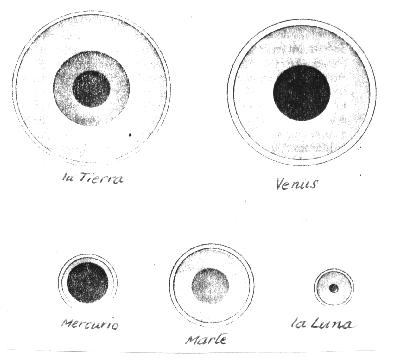 la Tierra
Venus
Mercurio
Marte
la Luna